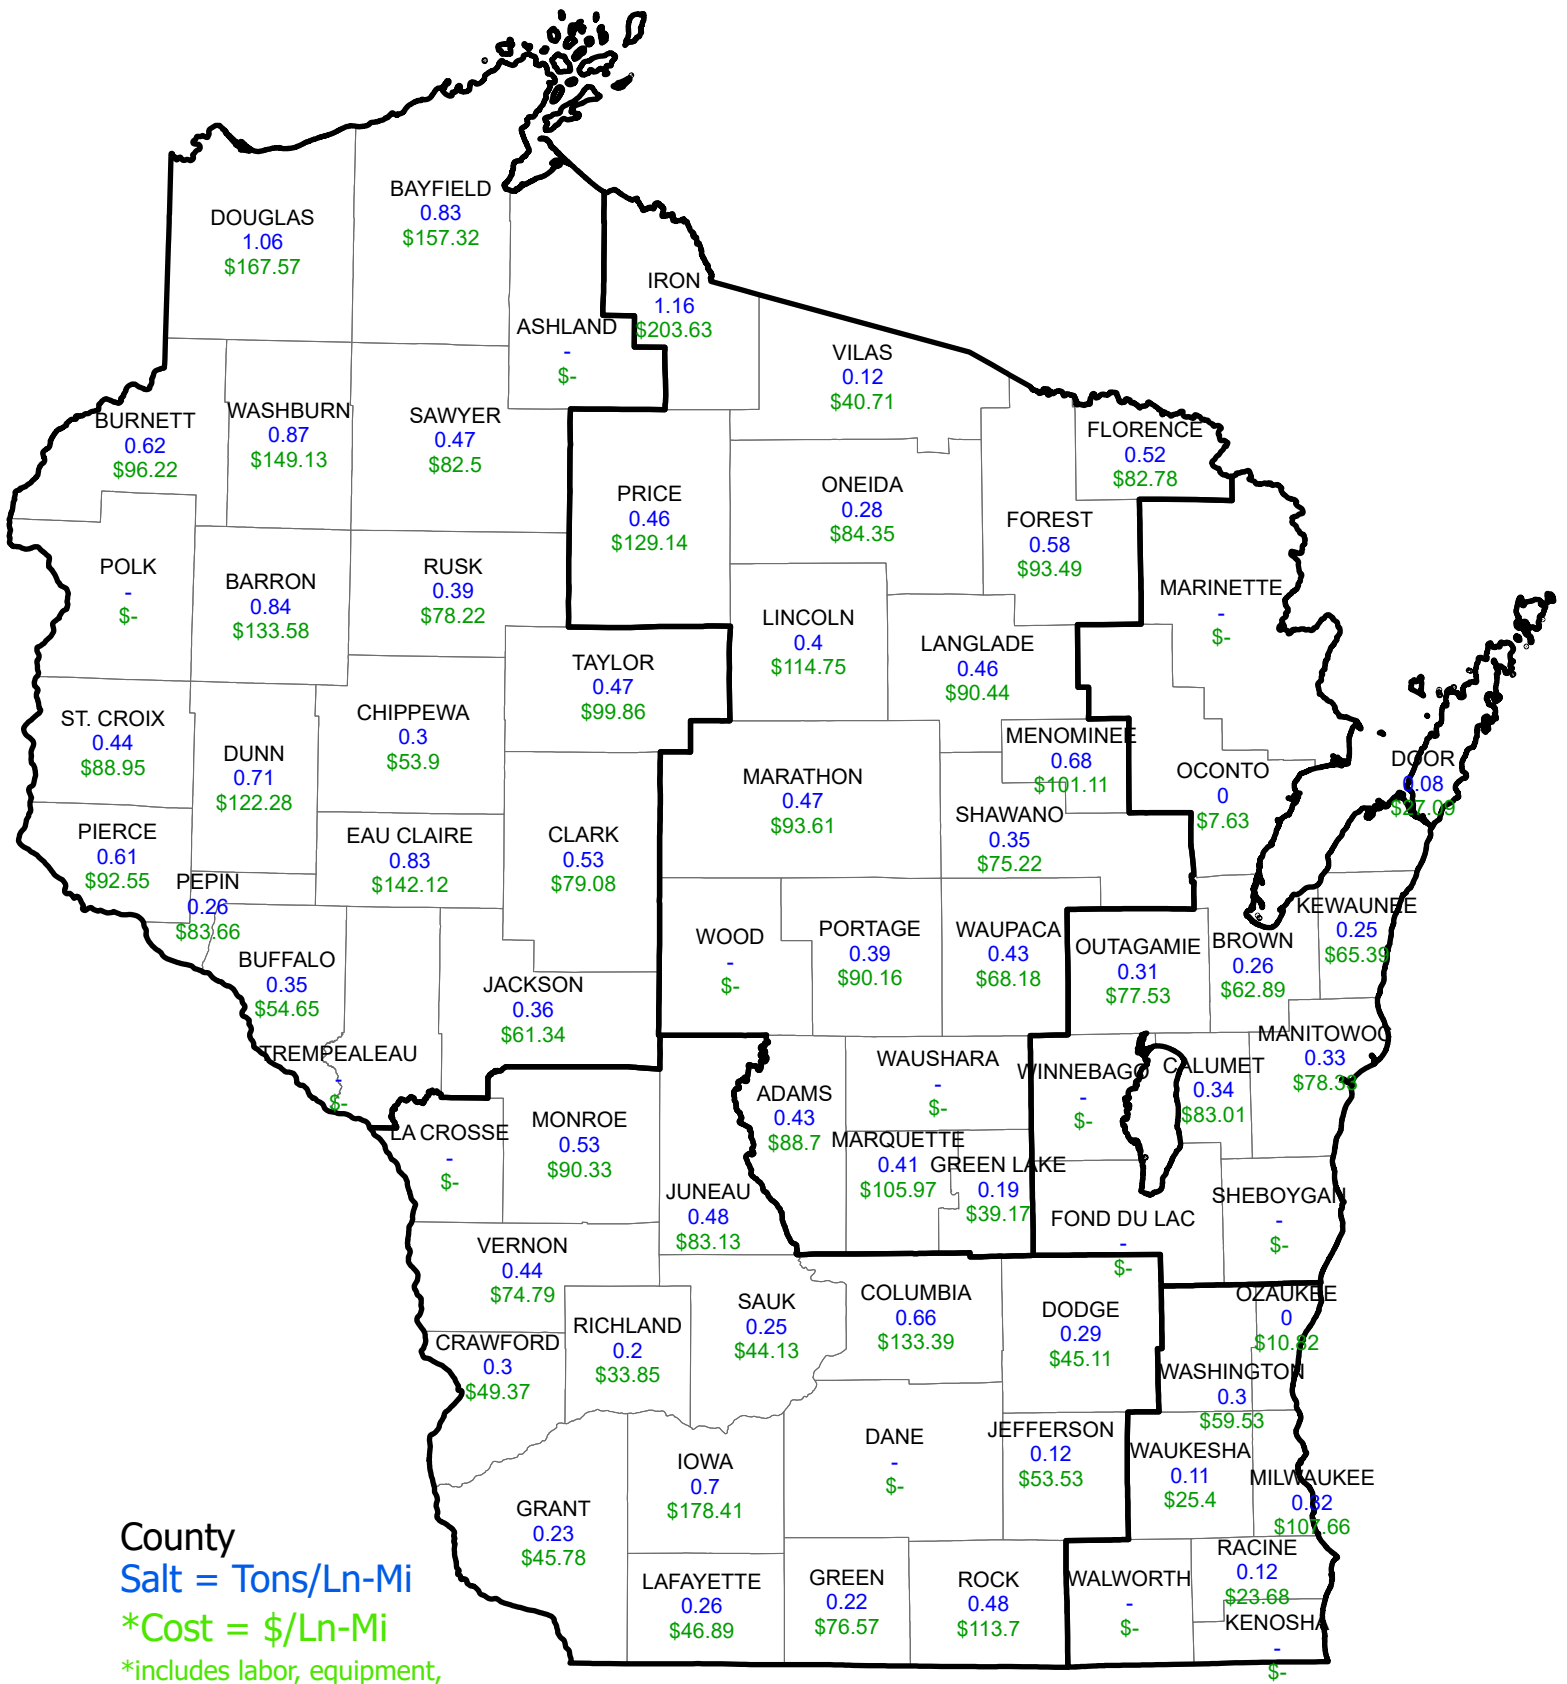 BAYFIELD
0.83
$157.32
DOUGLAS
1.06
$167.57
IRON
1.16
$203.63
ASHLAND
-
$-
VILAS
0.12
$40.71
BURNETT
0.62
$96.22
WASHBURN
0.87
$149.13
SAWYER
0.47
$82.5
FLORENCE
0.52
$82.78
PRICE
0.46
$129.14
ONEIDA
0.28
$84.35
FOREST
0.58
$93.49
POLK
-
$-
BARRON
0.84
$133.58
RUSK
0.39
$78.22
MARINETTE
-
$-
LINCOLN
0.4
$114.75
LANGLADE
0.46
$90.44
TAYLOR
0.47
$99.86
ST. CROIX
0.44
$88.95
DUNN
0.71
$122.28
CHIPPEWA
0.3
$53.9
MENOMINEE
0.68
$101.11
MARATHON
0.47
$93.61
OCONTO
0
$7.63
DOOR
0.08
$27.09
SHAWANO
0.35
$75.22
PIERCE
0.61
$92.55
EAU CLAIRE
0.83
$142.12
CLARK
0.53
$79.08
PEPIN
0.26
$83.66
KEWAUNEE
0.25
$65.39
WOOD
-
$-
PORTAGE
0.39
$90.16
WAUPACA
0.43
$68.18
OUTAGAMIE
0.31
$77.53
BROWN
0.26
$62.89
BUFFALO
0.35
$54.65
JACKSON
0.36
$61.34
TREMPEALEAU
-
$-
MANITOWOC
0.33
$78.33
WAUSHARA
-
$-
WINNEBAGO
-
$-
CALUMET
0.34
$83.01
ADAMS
0.43
$88.7
LA CROSSE
-
$-
MONROE
0.53
$90.33
MARQUETTE
0.41
$105.97
GREEN LAKE
0.19
$39.17
JUNEAU
0.48
$83.13
SHEBOYGAN
-
$-
FOND DU LAC
-
$-
VERNON
0.44
$74.79
COLUMBIA
0.66
$133.39
SAUK
0.25
$44.13
DODGE
0.29
$45.11
OZAUKEE
0
$10.82
RICHLAND
0.2
$33.85
CRAWFORD
0.3
$49.37
WASHINGTON
0.3
$59.53
DANE
-
$-
JEFFERSON
0.12
$53.53
WAUKESHA
0.11
$25.4
MILWAUKEE
0.32
$107.66
IOWA
0.7
$178.41
GRANT
0.23
$45.78
RACINE
0.12
$23.68
LAFAYETTE
0.26
$46.89
GREEN
0.22
$76.57
ROCK
0.48
$113.7
WALWORTH
-
$-
KENOSHA
-
$-
County
Salt = Tons/Ln-Mi
*Cost = $/Ln-Mi
*includes labor, equipment,